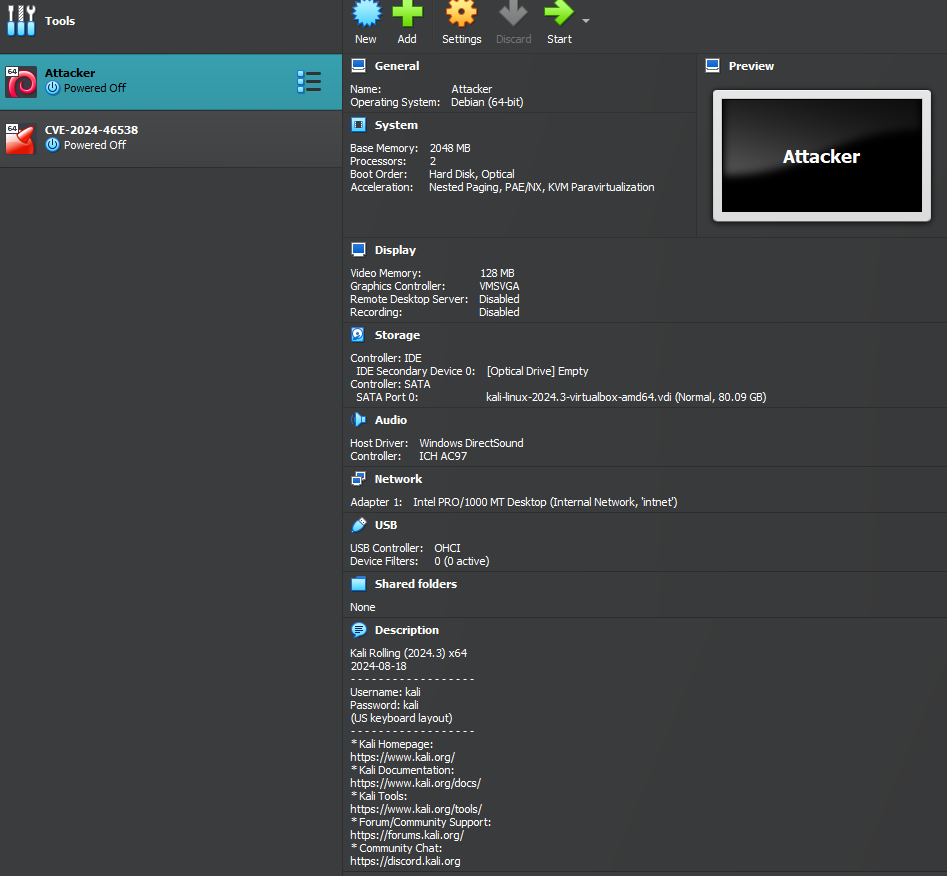 Tools
64
Attacker
Powered Off
64
CVE-2024-46538
Powered Off
New Add Settings Discard Start
General
Name: Attacker
Operating System: Debian (64-bit)
Preview
Attacker
System
Base Memory: 2048 MB
Processors: 2
Boot Order: Hard Disk, Optical
Acceleration: Nested Paging, PAE/NX, KVM Paravirtualization
Display
Video Memory: 128 MB
Graphics Controller: VMSVGA
Remote Desktop Server: Disabled
Recording: Disabled
Storage
Controller: IDE
IDE Secondary Device 0: [Optical Drive] Empty
Controller: SATA
SATA Port 0: kali-linux-2024.3-virtualbox-amd64.vdi (Normal, 80.09 GB)
Audio
Host Driver: Windows DirectSound
Controller: ICH AC97
Network
Adapter 1: Intel PRO/1000 MT Desktop (Internal Network, 'intnet')
USB
USB Controller: OHCI
Device Filters: 0 (0 active)
Shared folders
None
Description
Kali Rolling (2024.3) x64
2024-08-18
- - - - - - - - - - - - - - - - - - -
Username: kali
Password: kali
(US keyboard layout)
- - - - - - - - - - - - - - - - - - -
* Kali Homepage:
https://www.kali.org/
* Kali Documentation:
https://www.kali.org/docs/
* Kali Tools:
https://www.kali.org/tools/
* Forum/Community Support:
https://forums.kali.org/
* Community Chat:
https://discord.kali.org